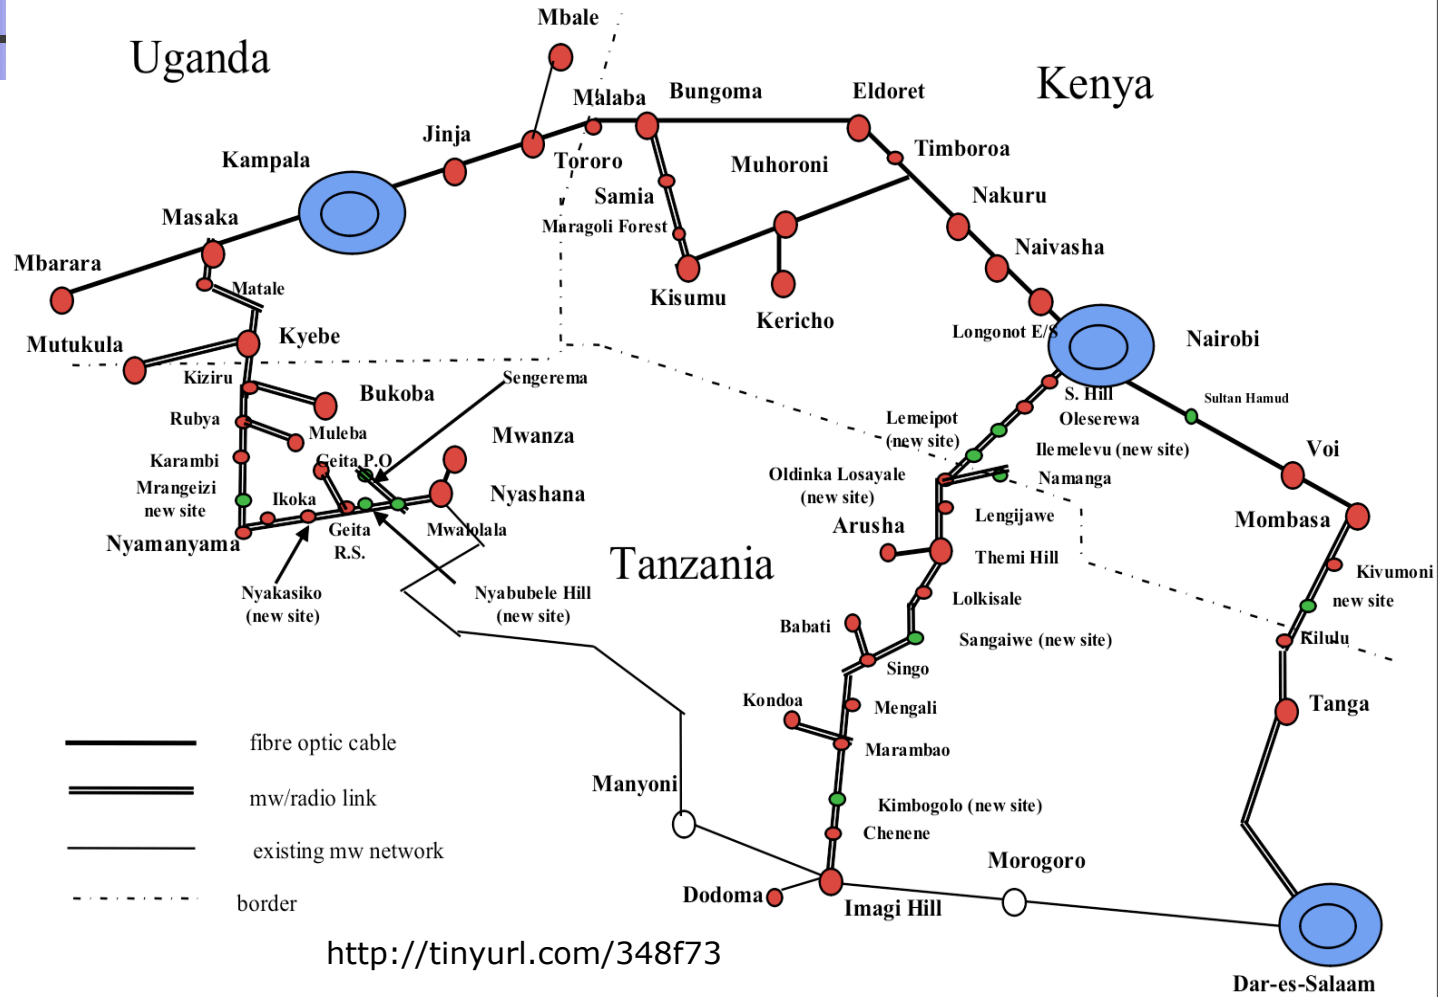 Mbale
Uganda
Kenya
Malaba
Bungoma
Eldoret
Jinja
Kampala
Tororo
Muhoroni
Timboroa
Samia
Nakuru
Masaka
Maragoli Forest
Naivasha
Mbarara
Matale
Kisumu
Kericho
Longonot E/S
Nairobi
Mutukula
Kyebe
Kiziru
Bukoba
Sengerema
S. Hill
Sultan Hamud
Rubya
Muleba
Mwanza
Lemeipot
(new site)
Oleserewa
Ilemelevu (new site)
Voi
Karambi
Geita P.O
Oldinka Losayale
(new site)
Namanga
Mrangeizi
new site
Ikoka
Nyashana
Lengijawe
Mombasa
Nyamanyama
Geita
R.S.
Mwalolala
Arusha
Themi Hill
Tanzania
Kivumoni
new site
Nyakasiko
(new site)
Nyabubele Hill
(new site)
Lolkisale
Babati
Sangaiwe (new site)
Kilulu
Singo
Kondoa
Mengali
Tanga
fibre optic cable
Marambao
mw/radio link
Manyoni
Kimbogolo (new site)
Chenene
existing mw network
Morogoro
border
Dodoma
Imagi Hill
http://tinyurl.com/348f73
Dar-es-Salaam